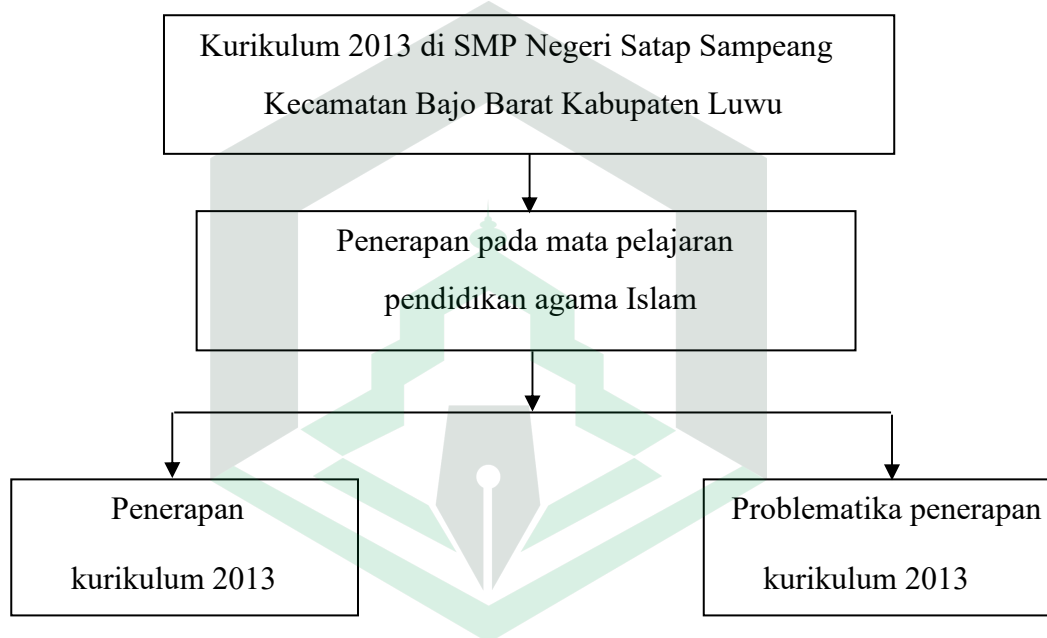 Kurikulum 2013 di SMP Negeri Satap Sampeang
Kecamatan Bajo Barat Kabupaten Luwu
Penerapan pada mata pelajaran
pendidikan agama Islam
Penerapan
kurikulum 2013
Problematika penerapan
kurikulum 2013